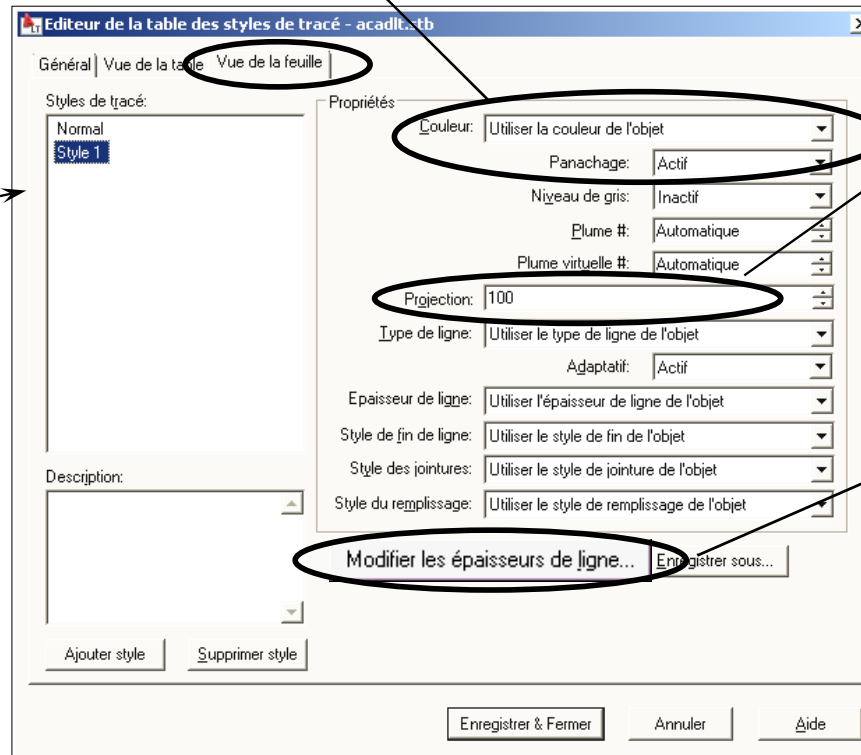 Editeur de la table des styles de tracé - acadlt.stb
Général Vue de la table Vue de la feuille
Styles de tracé:
Normal
Style 1
Propriétés
Couleur: Utiliser la couleur de l'objet
Panachage: Actif
Niveau de gris: Inactif
Plume #: Automatique
Plume virtuelle #: Automatique
Projection: 100
Type de ligne: Utiliser le type de ligne de l'objet
Adaptatif: Actif
Epaisseur de ligne: Utiliser l'épaisseur de ligne de l'objet
Style de fin de ligne: Utiliser le style de fin de l'objet
Style des jointures: Utiliser le style de jointure de l'objet
Style du remplissage: Utiliser le style de remplissage de l'objet
Description:
Modifier les épaisseurs de ligne... Enregistrer sous...
Ajouter style Supprimer style
Enregistrer & Fermer Annuler Aide